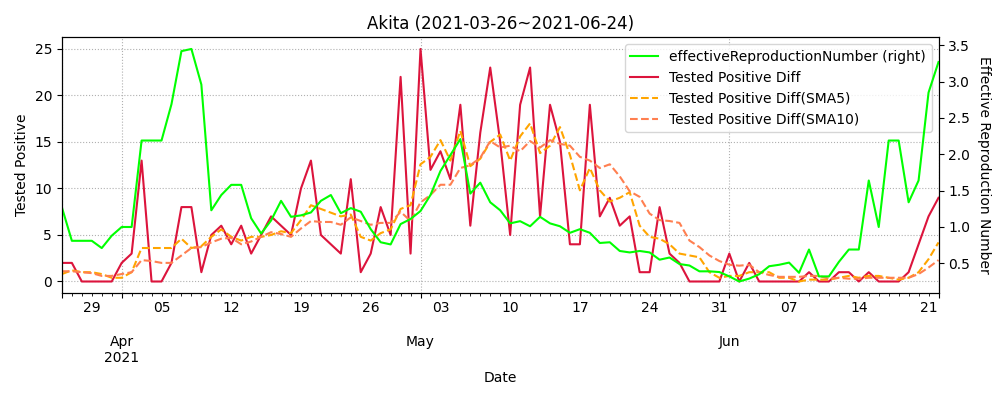 Akita (2021-03-26~2021-06-24)
effectiveReproductionNumber (right)
Tested Positive Diff
Tested Positive Diff(SMA5)
Tested Positive Diff(SMA10)
Tested Positive
25
20
15
10
5
0
3.5
3.0
2.5
2.0
1.5
1.0
0.5
Effective Reproduction Number
29 05 12 19 26 03 10 17 24 31 07 14 21
Apr May Jun
2021
Date